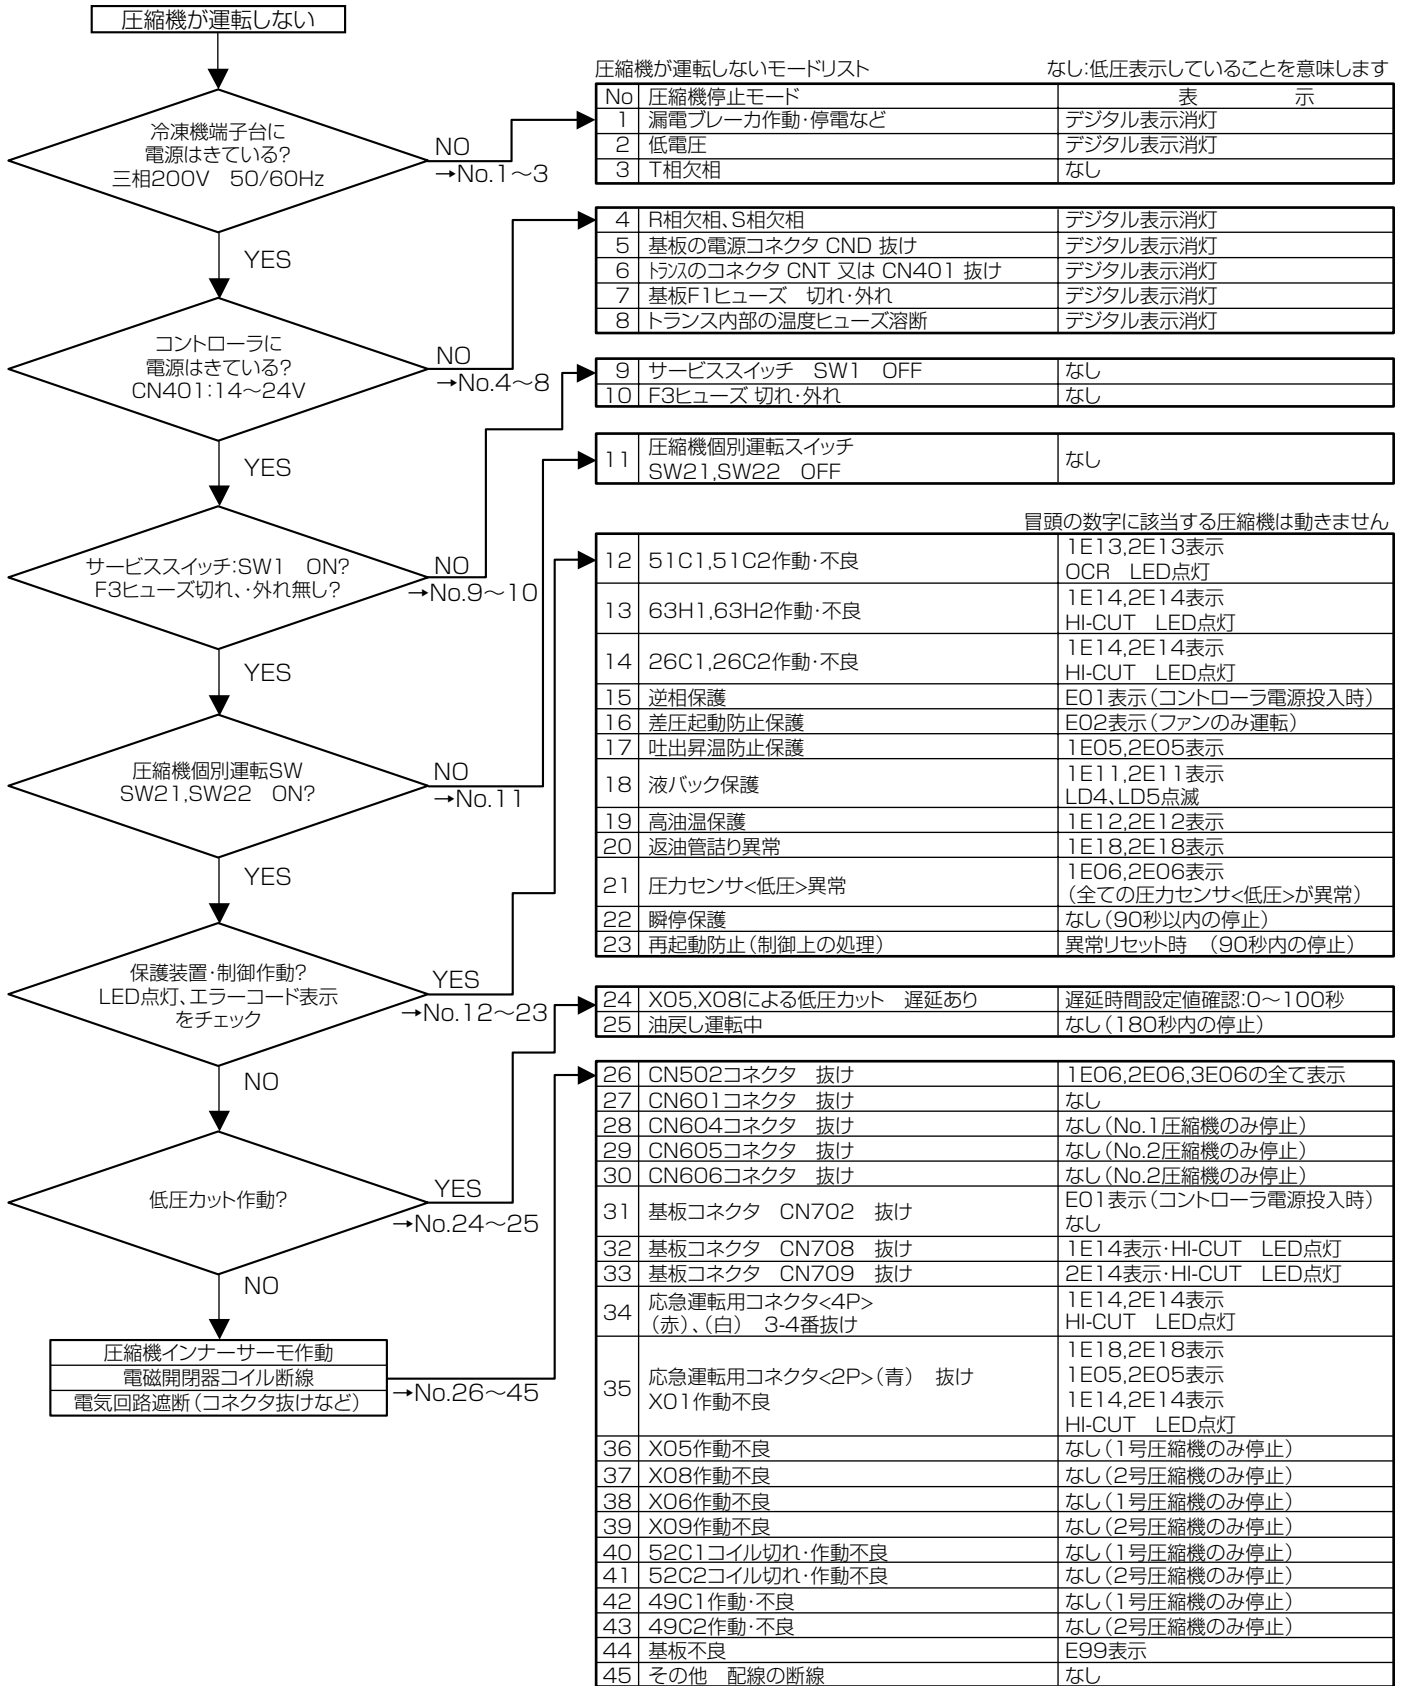 圧縮機が運転しない
冷凍機端子台に
電源はきている?
三相200V 50/60Hz
NO
→No.1～3
YES
コントローラに
電源はきている?
CN401:14～24V
NO
→No.4～8
YES
サービススイッチ:SW1 ON?
F3ヒューズ切れ、・外れ無し?
NO
→No.9～10
YES
圧縮機個別運転SW
SW21,SW22 ON?
NO
→No.11
YES
保護装置・制御作動?
LED点灯、エラーコード表示
をチェック
YES
→No.12～23
NO
低圧カット作動?
YES
→No.24～25
NO
圧縮機インナーサーモ作動
電磁開閉器コイル断線
電気回路遮断（コネクタ抜けなど）
→No.26～45
圧縮機が運転しないモードリスト なし:低圧表示していることを意味します
No 圧縮機停止モード 表 示
1 漏電ブレーカ作動・停電など デジタル表示消灯
2 低電圧 デジタル表示消灯
3 T相欠相 なし
4 R相欠相、S相欠相 デジタル表示消灯
5 基板の電源コネクタ CND 抜け デジタル表示消灯
6 トランスのコネクタ CNT 又は CN401 抜け デジタル表示消灯
7 基板F1ヒューズ 切れ・外れ デジタル表示消灯
8 トランス内部の温度ヒューズ溶断 デジタル表示消灯
9 サービススイッチ SW1 OFF なし
10 F3ヒューズ 切れ・外れ なし
11 圧縮機個別運転スイッチ
SW21,SW22 OFF なし
冒頭の数字に該当する圧縮機は動きません
12 51C1,51C2作動・不良 1E13,2E13表示
OCR LED点灯
13 63H1,63H2作動・不良 1E14,2E14表示
HI-CUT LED点灯
14 26C1,26C2作動・不良 1E14,2E14表示
HI-CUT LED点灯
15 逆相保護 E01表示（コントローラ電源投入時）
16 差圧起動防止保護 E02表示（ファンのみ運転）
17 吐出昇温防止保護 1E05,2E05表示
18 液バック保護 1E11,2E11表示
LD4、LD5点滅
19 高油温保護 1E12,2E12表示
20 返油管詰り異常 1E18,2E18表示
21 圧力センサ<低圧>異常 1E06,2E06表示
（全ての圧力センサ<低圧>が異常）
22 瞬停保護 なし（90秒以内の停止）
23 再起動防止（制御上の処理） 異常リセット時 （90秒内の停止）
24 X05,X08による低圧カット 遅延あり 遅延時間設定値確認:0～100秒
25 油戻し運転中 なし（180秒内の停止）
26 CN502コネクタ 抜け 1E06,2E06,3E06の全て表示
27 CN601コネクタ 抜け なし
28 CN604コネクタ 抜け なし（No.1圧縮機のみ停止）
29 CN605コネクタ 抜け なし（No.2圧縮機のみ停止）
30 CN606コネクタ 抜け なし（No.2圧縮機のみ停止）
31 基板コネクタ CN702 抜け E01表示（コントローラ電源投入時）
なし
32 基板コネクタ CN708 抜け 1E14表示・HI-CUT LED点灯
33 基板コネクタ CN709 抜け 2E14表示・HI-CUT LED点灯
34 応急運転用コネクタ<4P>
（赤）、（白） 3-4番抜け 1E14,2E14表示
HI-CUT LED点灯
35 応急運転用コネクタ<2P>（青） 抜け
X01作動不良 1E18,2E18表示
1E05,2E05表示
1E14,2E14表示
HI-CUT LED点灯
36 X05作動不良 なし（1号圧縮機のみ停止）
37 X08作動不良 なし（2号圧縮機のみ停止）
38 X06作動不良 なし（1号圧縮機のみ停止）
39 X09作動不良 なし（2号圧縮機のみ停止）
40 52C1コイル切れ・作動不良 なし（1号圧縮機のみ停止）
41 52C2コイル切れ・作動不良 なし（2号圧縮機のみ停止）
42 49C1作動・不良 なし（1号圧縮機のみ停止）
43 49C2作動・不良 なし（2号圧縮機のみ停止）
44 基板不良 E99表示
45 その他 配線の断線 なし